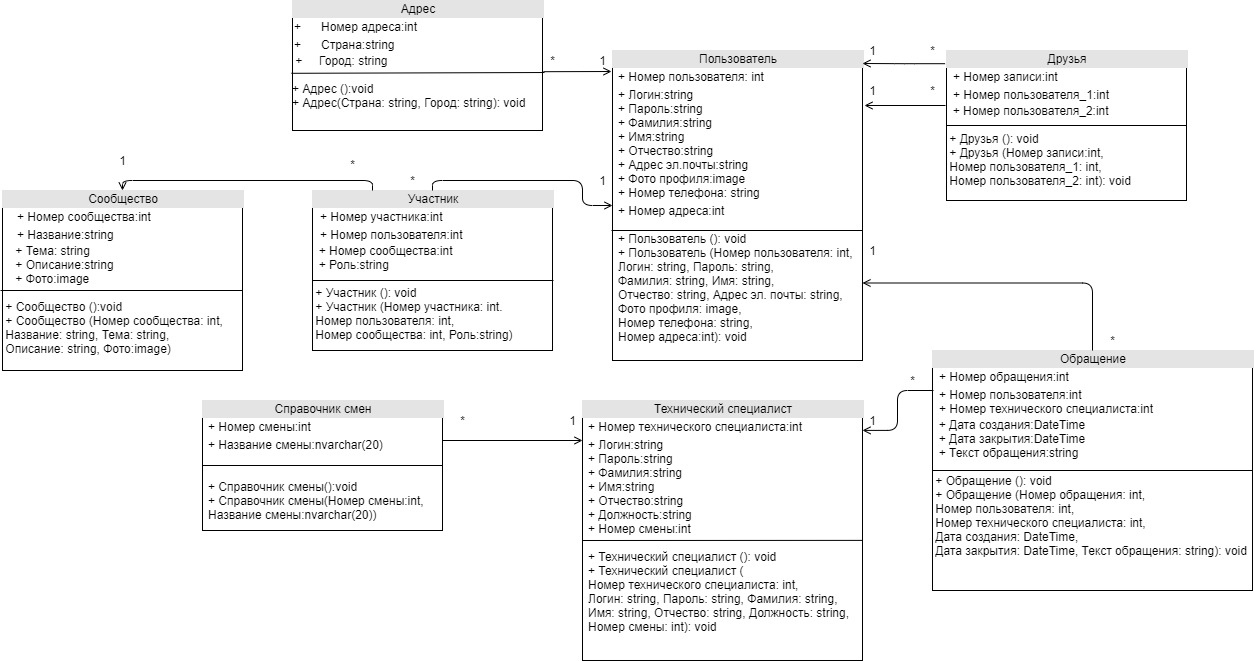 Адрес
+ Номер адреса:int
+ Страна:string
+ Город: string
+ Адрес ():void
+ Адрес(Страна: string, Город: string): void
*
1
Пользователь
+ Номер пользователя: int
+ Логин:string
+ Пароль:string
+ Фамилия:string
+ Имя:string
+ Отчество:string
+ Адрес эл.почты:string
+ Фото профиля:image
+ Номер телефона: string
+ Номер адреса:int
+ Пользователь (): void
+ Пользователь (Номер пользователя: int,
Логин: string, Пароль: string,
Фамилия: string, Имя: string,
Отчество: string, Адрес эл. почты: string,
Фото профиля: image,
Номер телефона: string,
Номер адреса:int): void
1
*
1
*
Друзья
+ Номер записи:int
+ Номер пользователя_1:int
+ Номер пользователя_2:int
+ Друзья (): void
+ Друзья (Номер записи:int,
Номер пользователя_1: int,
Номер пользователя_2: int): void
1
*
*
1
Сообщество
+ Номер сообщества:int
+ Название:string
+ Тема: string
+ Описание:string
+ Фото:image
+ Сообщество ():void
+ Сообщество (Номер сообщества: int,
Название: string, Тема: string,
Описание: string, Фото:image)
Участник
+ Номер участника:int
+ Номер пользователя:int
+ Номер сообщества:int
+ Роль:string
+ Участник (): void
+ Участник (Номер участника: int.
Номер пользователя: int,
Номер сообщества: int, Роль:string)
1
*
Обращение
+ Номер обращения:int
+ Номер пользователя:int
+ Номер технического специалиста:int
+ Дата создания:DateTime
+ Дата закрытия:DateTime
+ Текст обращения:string
+ Обращение (): void
+ Обращение (Номер обращения: int,
Номер пользователя: int,
Номер технического специалиста: int,
Дата создания: DateTime,
Дата закрытия: DateTime, Текст обращения: string): void
*
1
Справочник смен
+ Номер смены:int
+ Название смены:nvarchar(20)
+ Справочник смены():void
+ Справочник смены(Номер смены:int,
Название смены:nvarchar(20))
*
1
Технический специалист
+ Номер технического специалиста:int
+ Логин:string
+ Пароль:string
+ Фамилия:string
+ Имя:string
+ Отчество:string
+ Должность:string
+ Номер смены:int
+ Технический специалист (): void
+ Технический специалист (
Номер технического специалиста: int,
Логин: string, Пароль: string, Фамилия: string,
Имя: string, Отчество: string, Должность: string,
Номер смены: int): void